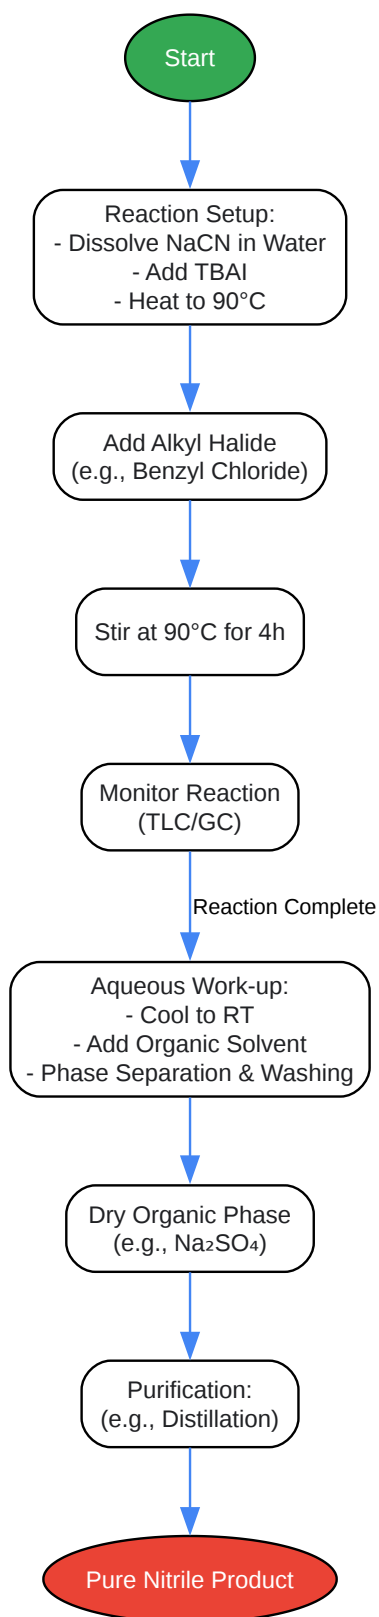 Start
Reaction Setup:
- Dissolve NaCN in Water
- Add TBAI
- Heat to 90°C
Add Alkyl Halide
(e.g., Benzyl Chloride)
Stir at 90°C for 4h
Monitor Reaction
(TLC/GC)
Reaction Complete
Aqueous Work-up:
- Cool to RT
- Add Organic Solvent
- Phase Separation & Washing
Dry Organic Phase
(e.g., Na₂SO₄)
Purification:
(e.g., Distillation)
Pure Nitrile Product